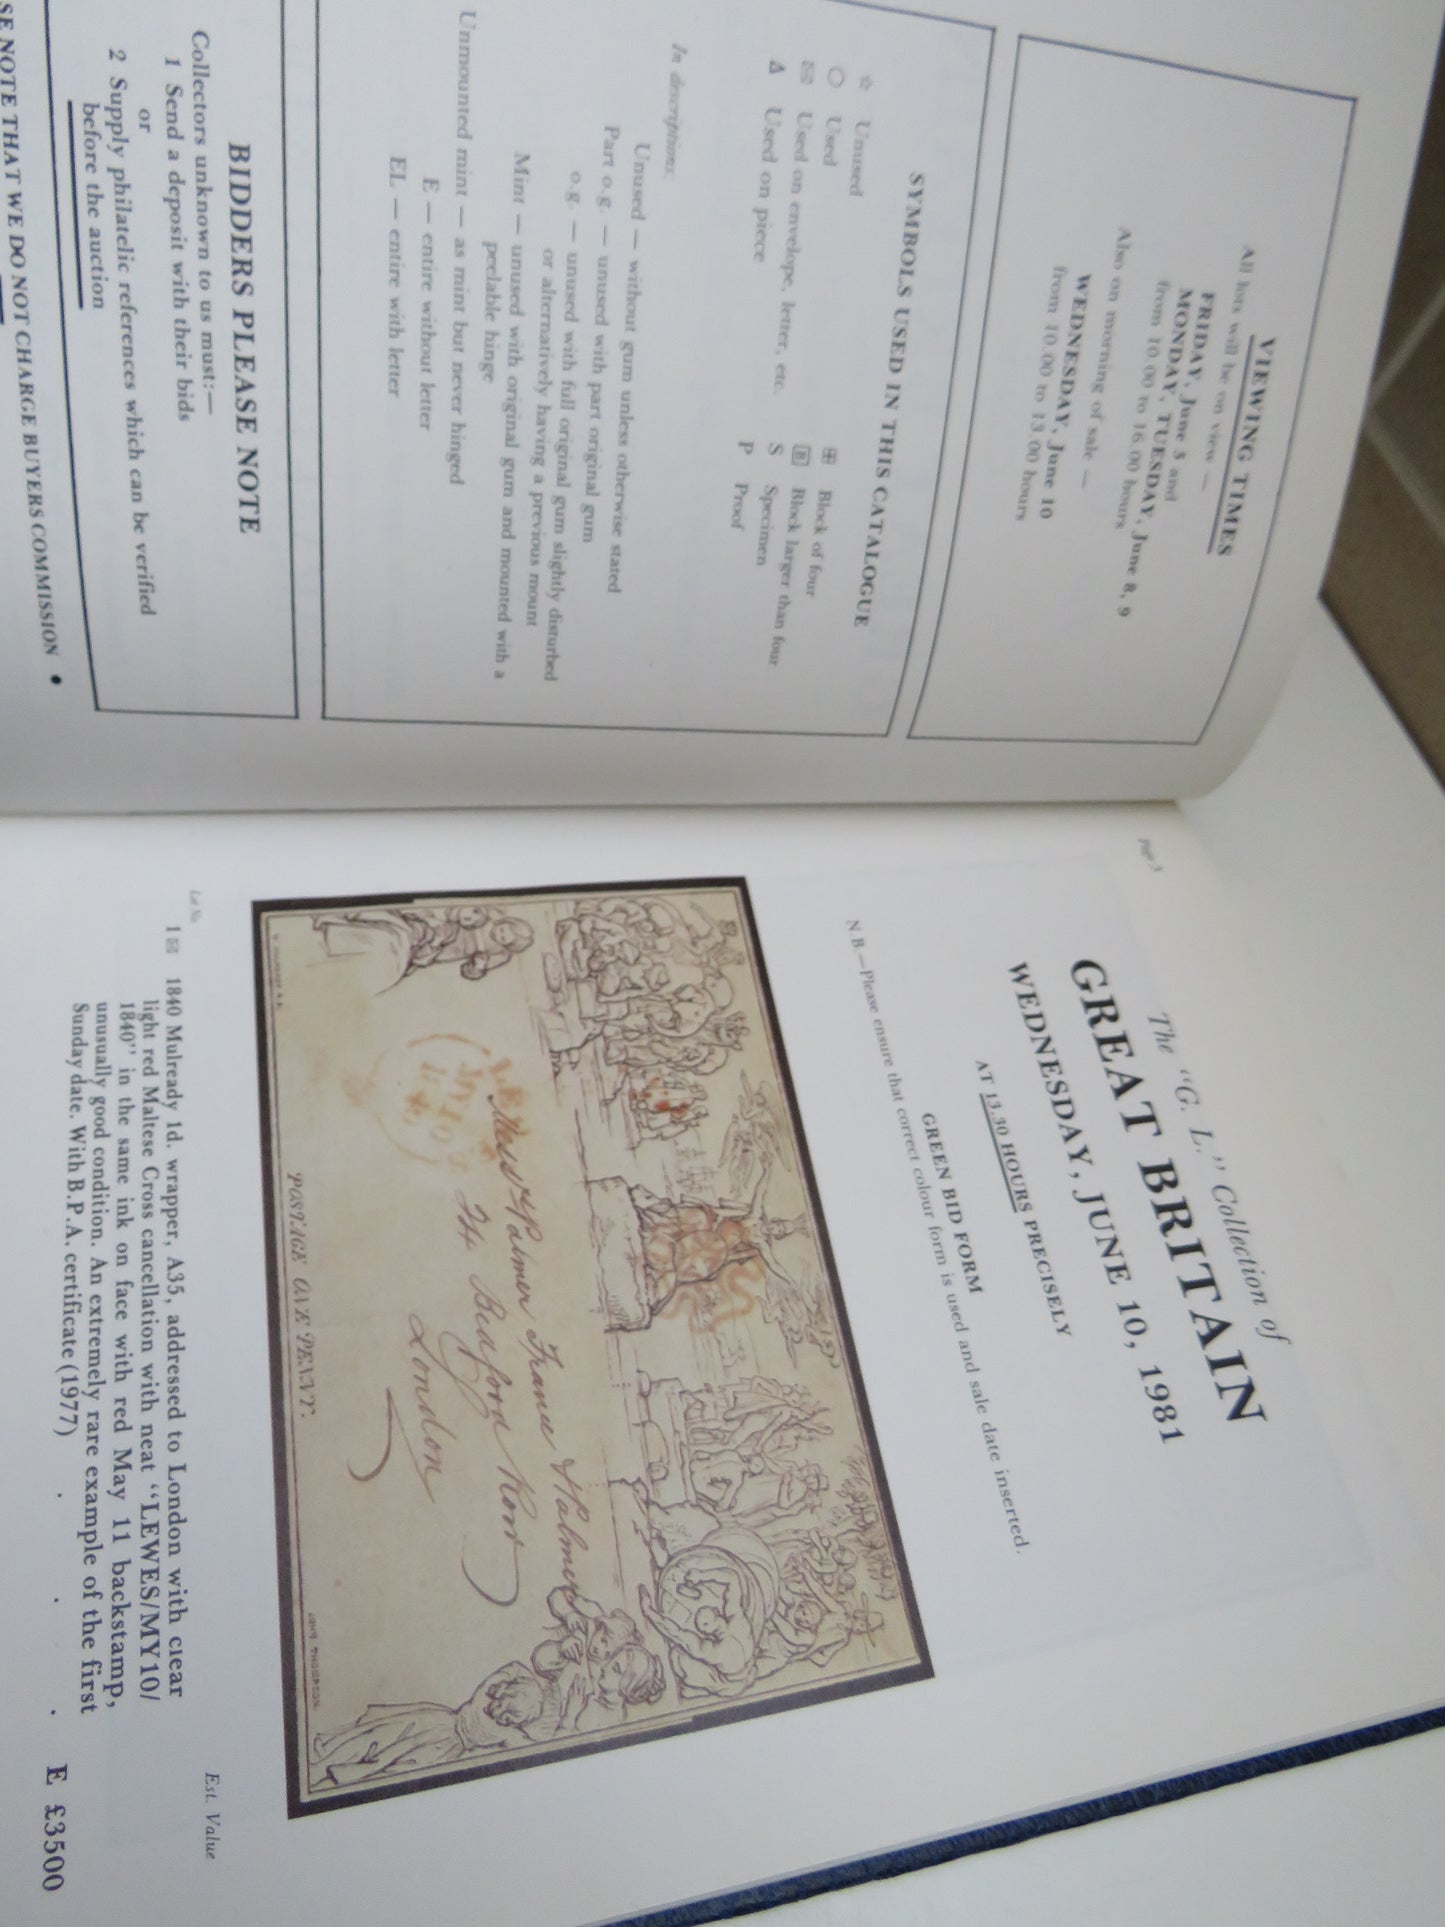 VIEWING TIMES
All lots will be on view —
FRIDAY, June 5 and
MONDAY, TUESDAY, June 8, 9
from 10.00 to 16.00 hours
Also on morning of sale —
WEDNESDAY, June 10
from 10.00 to 13.00 hours
SYMBOLS USED IN THIS CATALOGUE
☆ Unused
○ Used
✉ Used on envelope, letter, etc.
Δ Used on piece
⊞ Block of four
B Block larger than four
S Specimen
P Proof
In descriptions:
Unused — without gum unless otherwise stated
Part o.g. — unused with part original gum
o.g. — unused with full original gum slightly disturbed
or alternatively having a previous mount
Mint — unused with original gum and mounted with a
peelable hinge
Unmounted mint — as mint but never hinged
E — entire without letter
EL — entire with letter
BIDDERS PLEASE NOTE
Collectors unknown to us must:—
1 Send a deposit with their bids
or
2 Supply philatelic references which can be verified
before the auction
SE NOTE THAT WE DO NOT CHARGE BUYERS COMMISSION •
page 3
The “G. L.” Collection of
GREAT BRITAIN
WEDNESDAY, JUNE 10, 1981
AT 13.30 HOURS PRECISELY
GREEN BID FORM
N.B.—Please ensure that correct colour form is used and sale date inserted.
Palmer
London
POSTAGE ONE PENNY.
JOHN THOMPSON
Lot No.
Est. Value
1 ✉ 1840 Mulready 1d. wrapper, A35, addressed to London with clear
light red Maltese Cross cancellation with neat “LEWES/MY10/
1840” in the same ink on face with red May 11 backstamp,
unusually good condition. An extremely rare example of the first
Sunday date. With B.P.A. certificate (1977) . . . E £3500